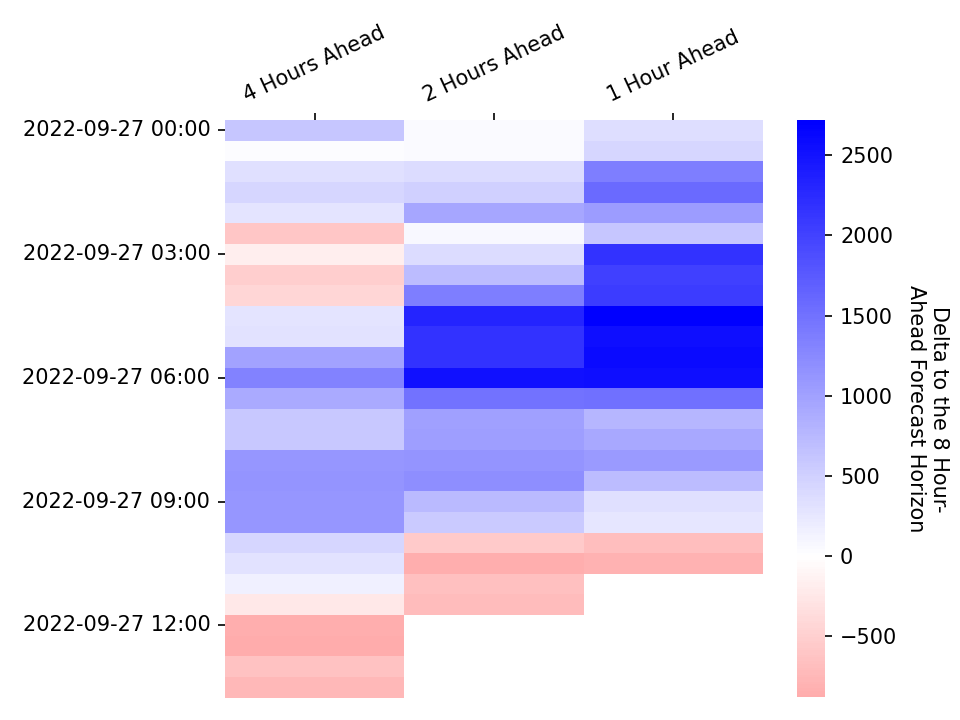 4 Hours Ahead
2 Hours Ahead
1 Hour Ahead
2022-09-27 00:00
2022-09-27 03:00
2022-09-27 06:00
2022-09-27 09:00
2022-09-27 12:00
2500
2000
1500
1000
500
0
−500
Delta to the 8 Hour-
Ahead Forecast Horizon